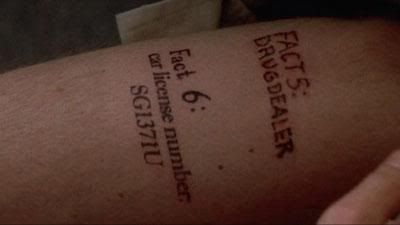 FACT 5:
DRUG DEALER
Fact 6:
car license number:
SG1371U